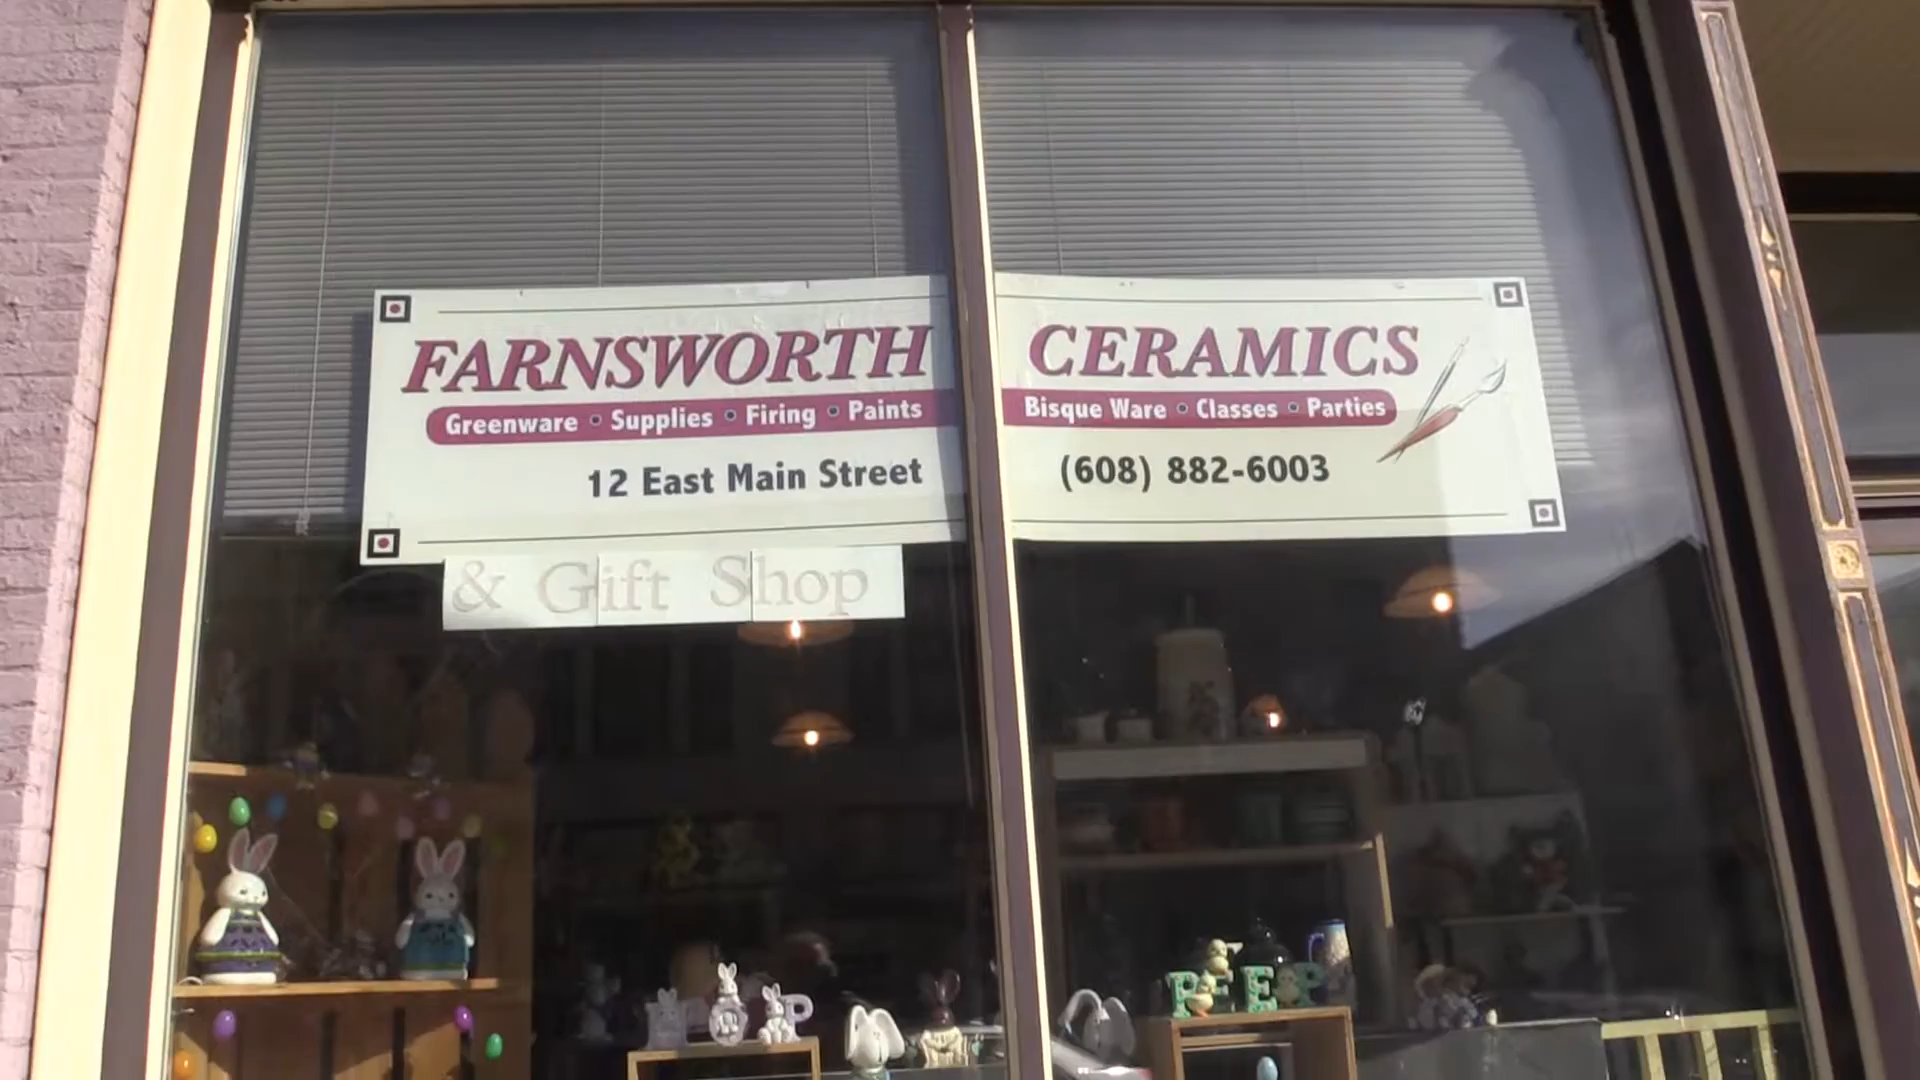 FARNSWORTH CERAMICS
Greenware • Supplies • Firing • Paints Bisque Ware • Classes • Parties
12 East Main Street (608) 882-6003
& Gift Shop
PEEP